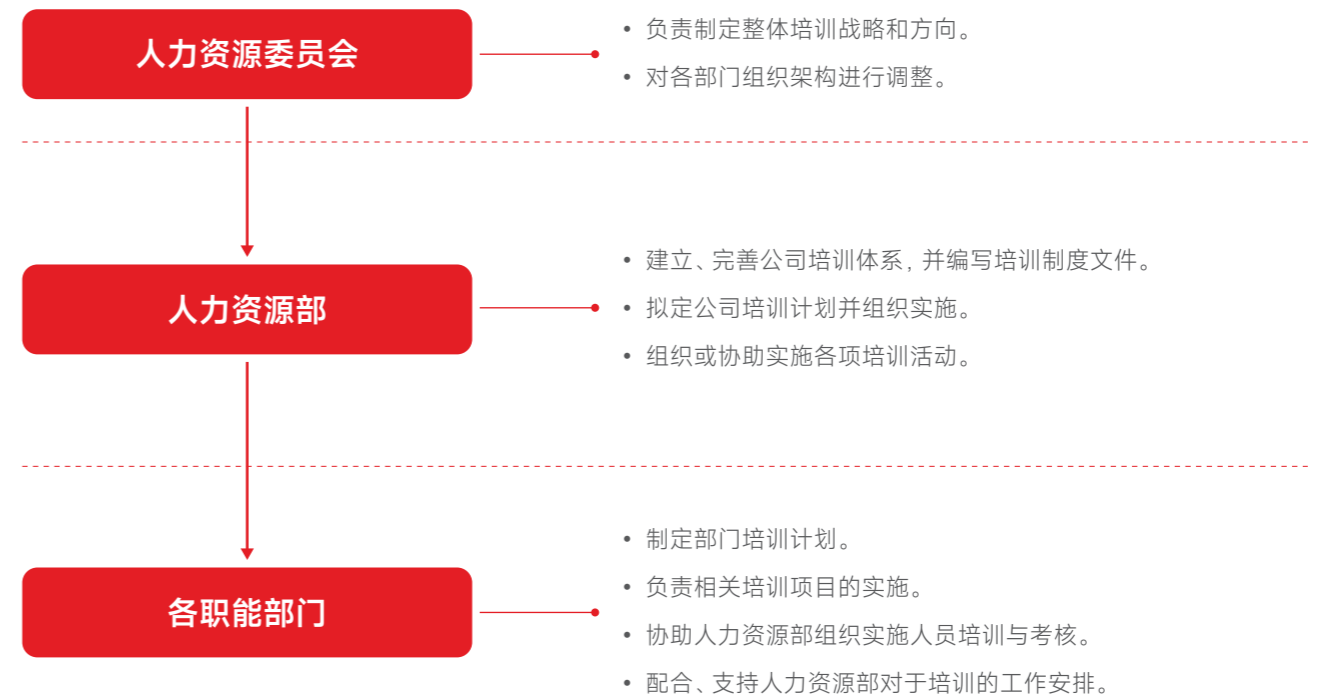 人力资源委员会
• 负责制定整体培训战略和方向。
• 对各部门组织架构进行调整。
人力资源部
• 建立、完善公司培训体系, 并编写培训制度文件。
• 拟定公司培训计划并组织实施。
• 组织或协助实施各项培训活动。
各职能部门
• 制定部门培训计划。
• 负责相关培训项目的实施。
• 协助人力资源部组织实施人员培训与考核。
• 配合、支持人力资源部对于培训的工作安排。